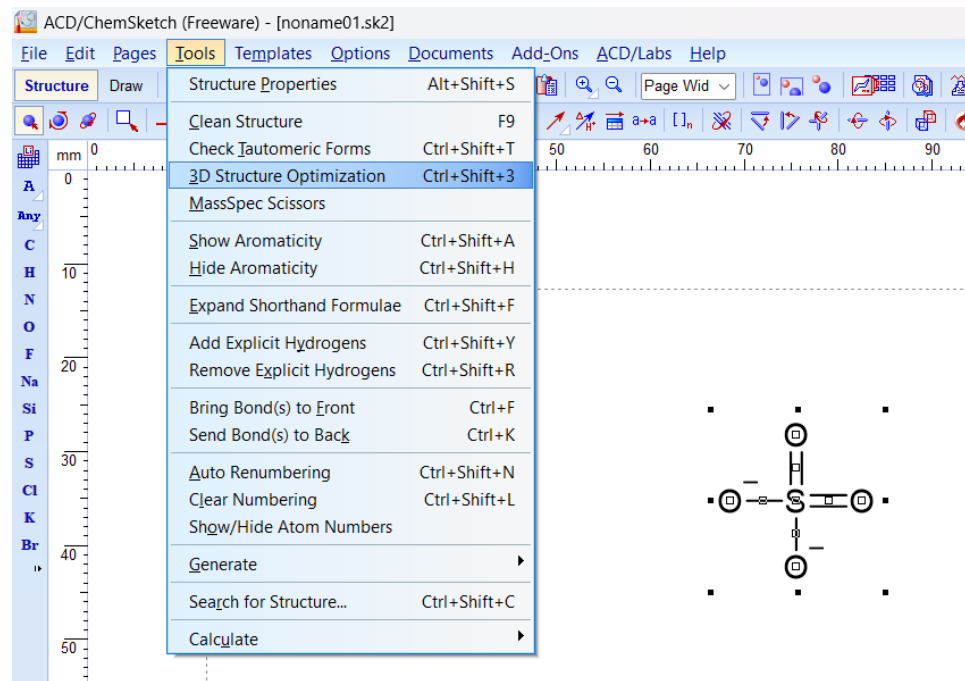 ACD/ChemSketch (Freeware) - [noname01.sk2]
File Edit Pages Tools Templates Options Documents Add-Ons ACD/Labs Help
Structure Draw Page Wid
mm 0 50 60 70 80 90
Structure Properties Alt+Shift+S
Clean Structure F9
Check Tautomeric Forms Ctrl+Shift+T
3D Structure Optimization Ctrl+Shift+3
MassSpec Scissors
Show Aromaticity Ctrl+Shift+A
Hide Aromaticity Ctrl+Shift+H
Expand Shorthand Formulae Ctrl+Shift+F
Add Explicit Hydrogens Ctrl+Shift+Y
Remove Explicit Hydrogens Ctrl+Shift+R
Bring Bond(s) to Front Ctrl+F
Send Bond(s) to Back Ctrl+K
Auto Renumbering Ctrl+Shift+N
Clear Numbering Ctrl+Shift+L
Show/Hide Atom Numbers
Generate
Search for Structure... Ctrl+Shift+C
Calculate
A
Any
C
H
N
O
F
Na
Si
P
S
Cl
K
Br
0
10
20
30
40
50
O
O S O
O